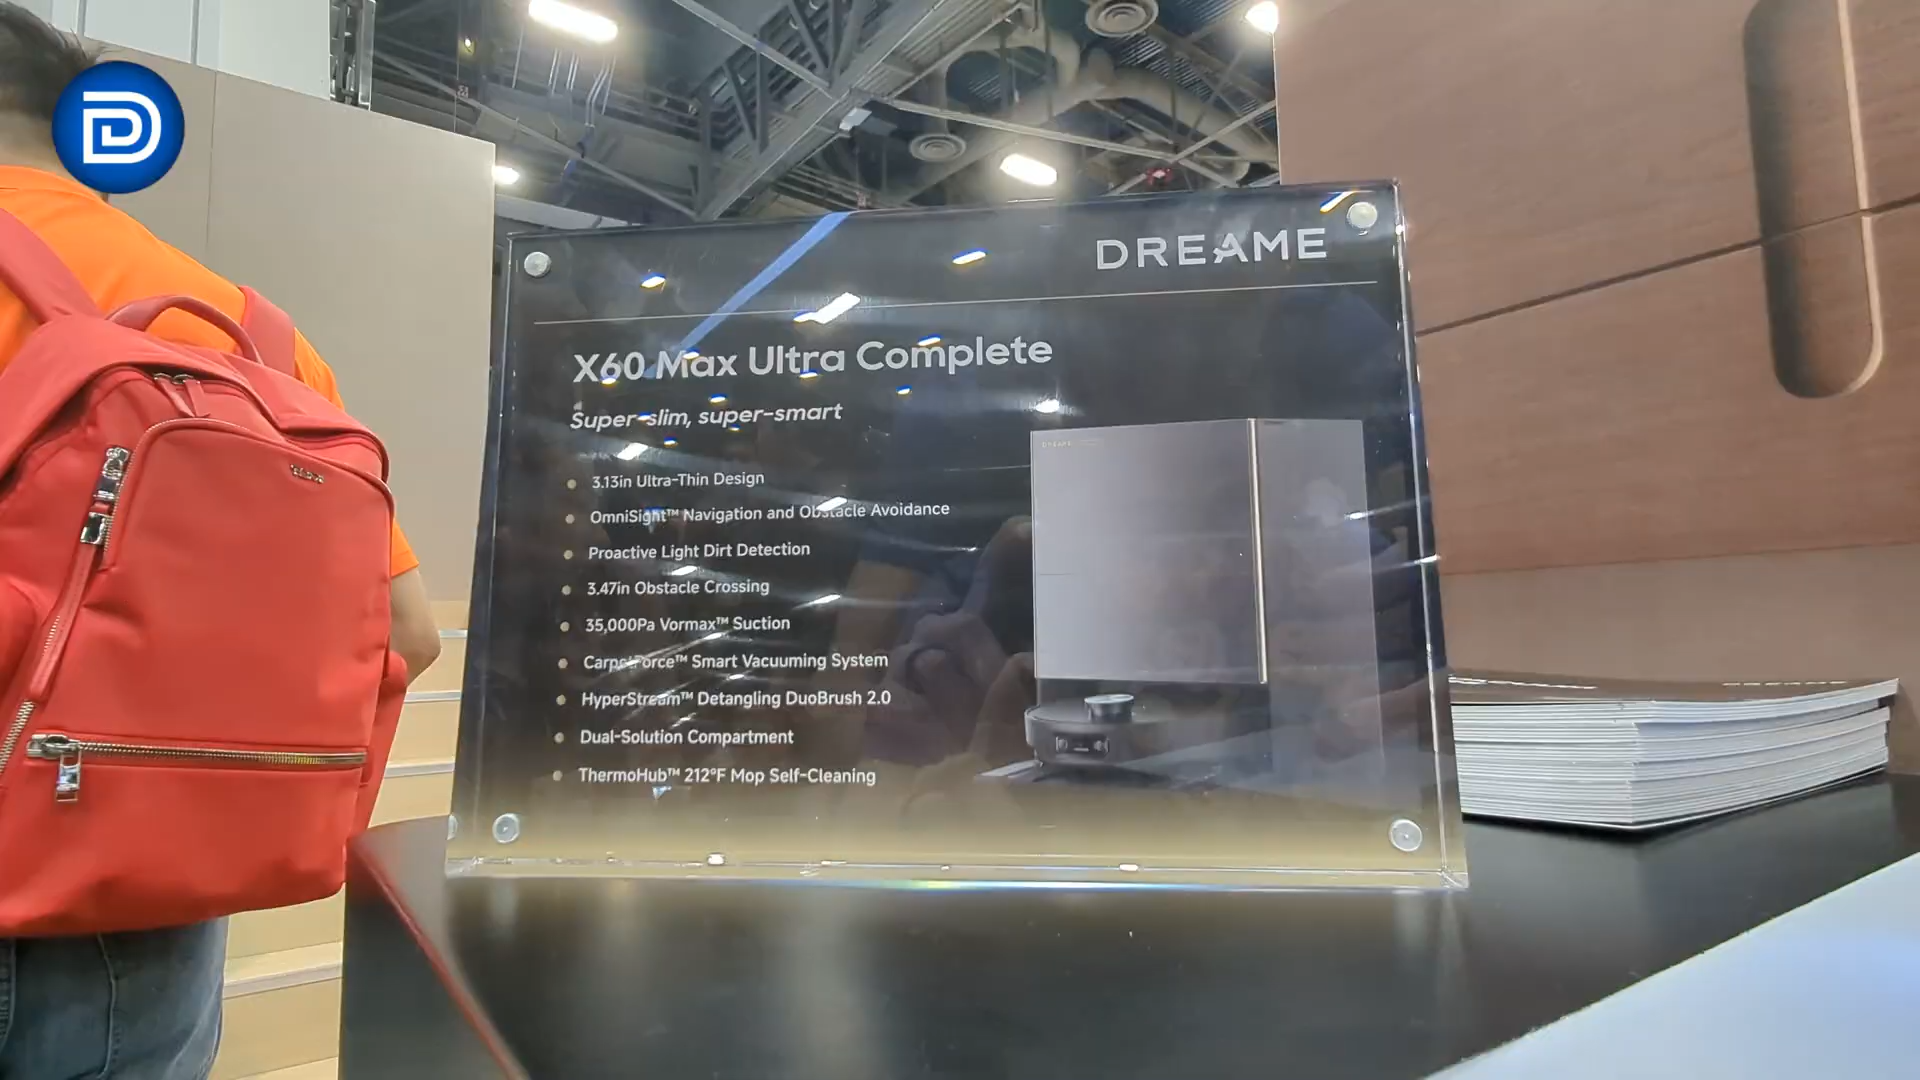 DREAME
X60 Max Ultra Complete
Super-slim, super-smart
3.13in Ultra-Thin Design
OmniSight™ Navigation and Obstacle Avoidance
Proactive Light Dirt Detection
3.47in Obstacle Crossing
35,000Pa Vormax™ Suction
CarpetForce™ Smart Vacuuming System
HyperStream™ Detangling DuoBrush 2.0
Dual-Solution Compartment
ThermoHub™ 212°F Mop Self-Cleaning
DREAME